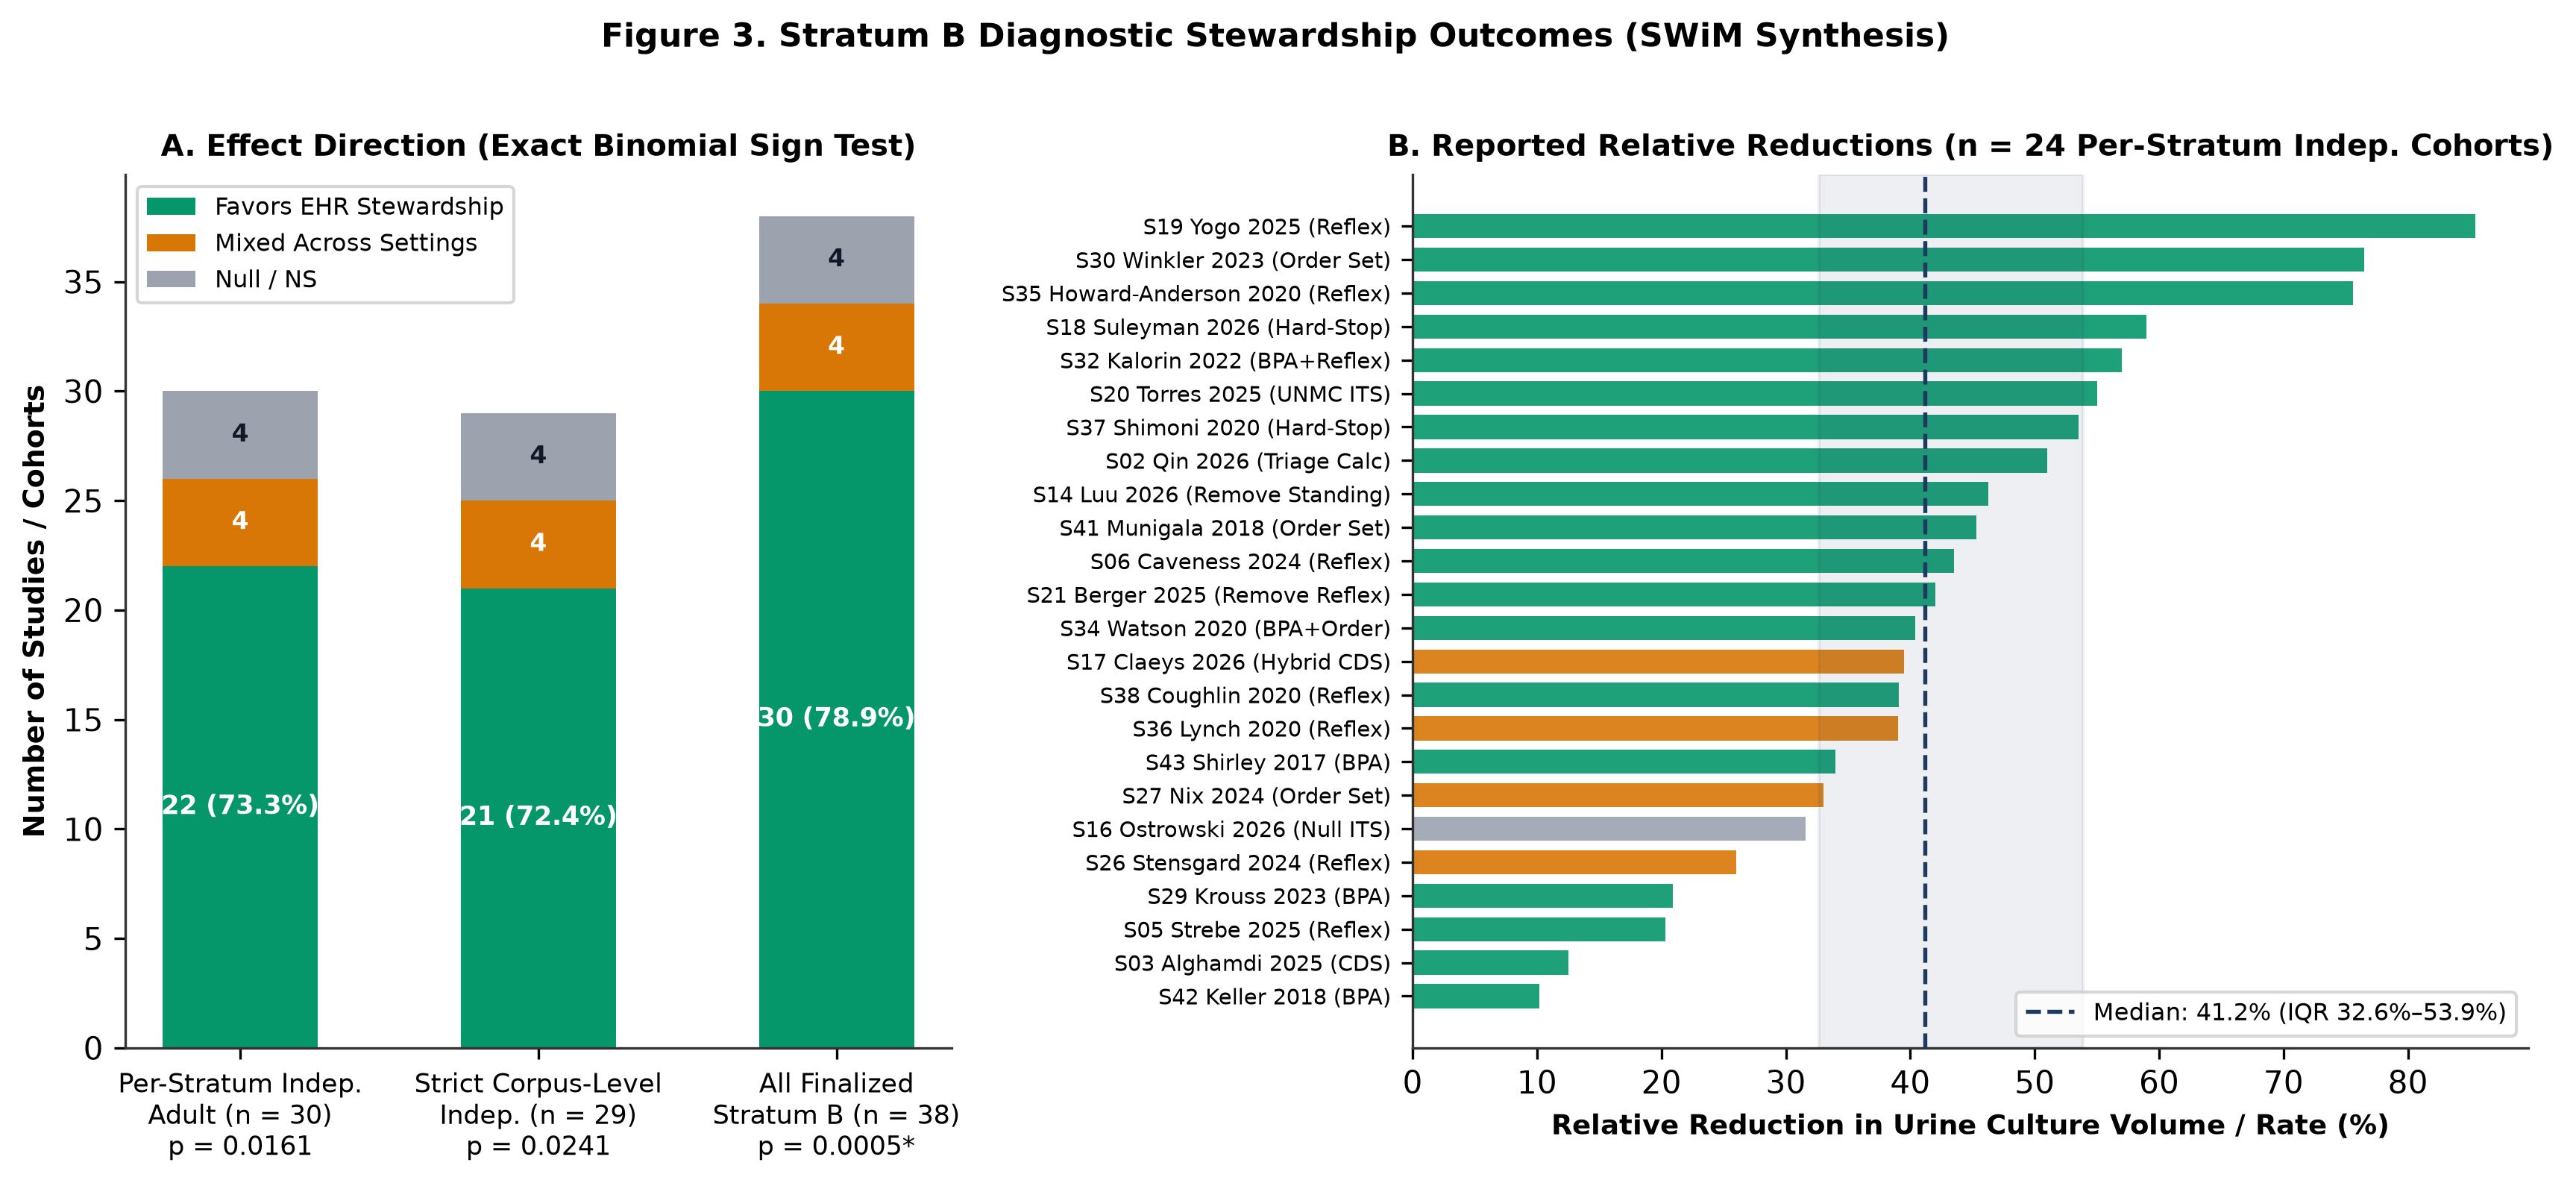 Figure 3. Stratum B Diagnostic Stewardship Outcomes (SWiM Synthesis)
A. Effect Direction (Exact Binomial Sign Test)
Favors EHR Stewardship
Mixed Across Settings
Null / NS
Number of Studies / Cohorts
35
30
25
20
15
10
5
0
4
4
22 (73.3%)
4
4
21 (72.4%)
4
4
30 (78.9%)
Per-Stratum Indep.
Adult (n = 30)
p = 0.0161
Strict Corpus-Level
Indep. (n = 29)
p = 0.0241
All Finalized
Stratum B (n = 38)
p = 0.0005*
B. Reported Relative Reductions (n = 24 Per-Stratum Indep. Cohorts)
S19 Yogo 2025 (Reflex)
S30 Winkler 2023 (Order Set)
S35 Howard-Anderson 2020 (Reflex)
S18 Suleyman 2026 (Hard-Stop)
S32 Kalorin 2022 (BPA+Reflex)
S20 Torres 2025 (UNMC ITS)
S37 Shimoni 2020 (Hard-Stop)
S02 Qin 2026 (Triage Calc)
S14 Luu 2026 (Remove Standing)
S41 Munigala 2018 (Order Set)
S06 Caveness 2024 (Reflex)
S21 Berger 2025 (Remove Reflex)
S34 Watson 2020 (BPA+Order)
S17 Claeys 2026 (Hybrid CDS)
S38 Coughlin 2020 (Reflex)
S36 Lynch 2020 (Reflex)
S43 Shirley 2017 (BPA)
S27 Nix 2024 (Order Set)
S16 Ostrowski 2026 (Null ITS)
S26 Stensgard 2024 (Reflex)
S29 Krouss 2023 (BPA)
S05 Strebe 2025 (Reflex)
S03 Alghamdi 2025 (CDS)
S42 Keller 2018 (BPA)
Median: 41.2% (IQR 32.6%–53.9%)
0 10 20 30 40 50 60 70 80
Relative Reduction in Urine Culture Volume / Rate (%)